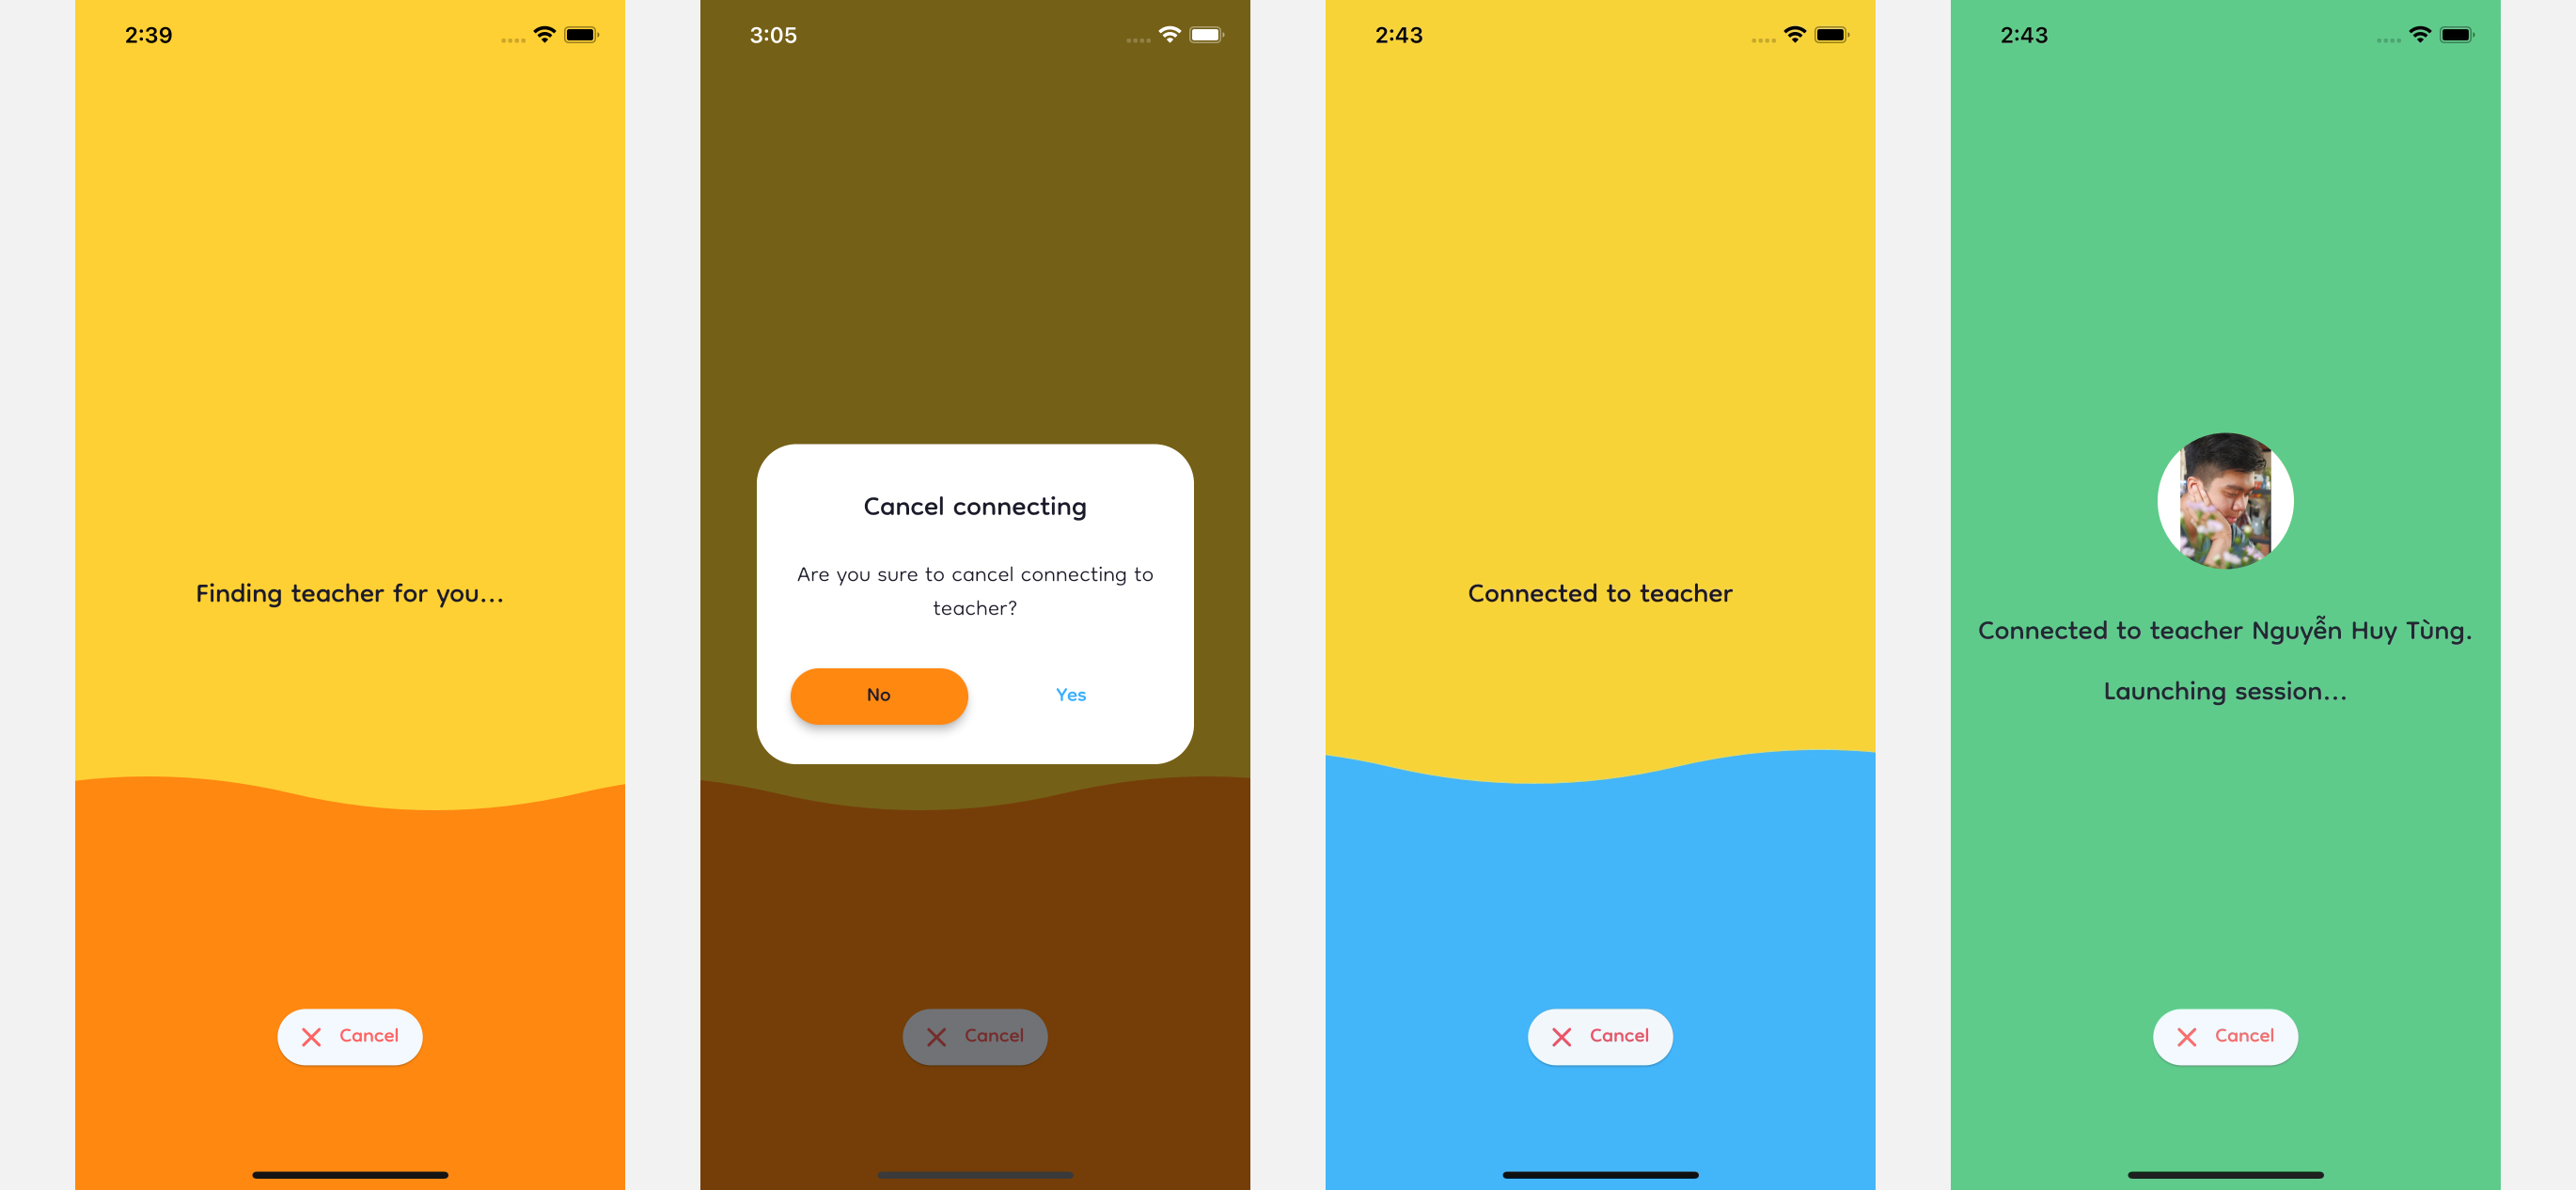 2:39
Finding teacher for you...
Cancel
3:05
Cancel connecting
Are you sure to cancel connecting to
teacher?
No
Yes
Cancel
2:43
Connected to teacher
Cancel
2:43
Connected to teacher Nguyễn Huy Tùng.
Launching session...
Cancel